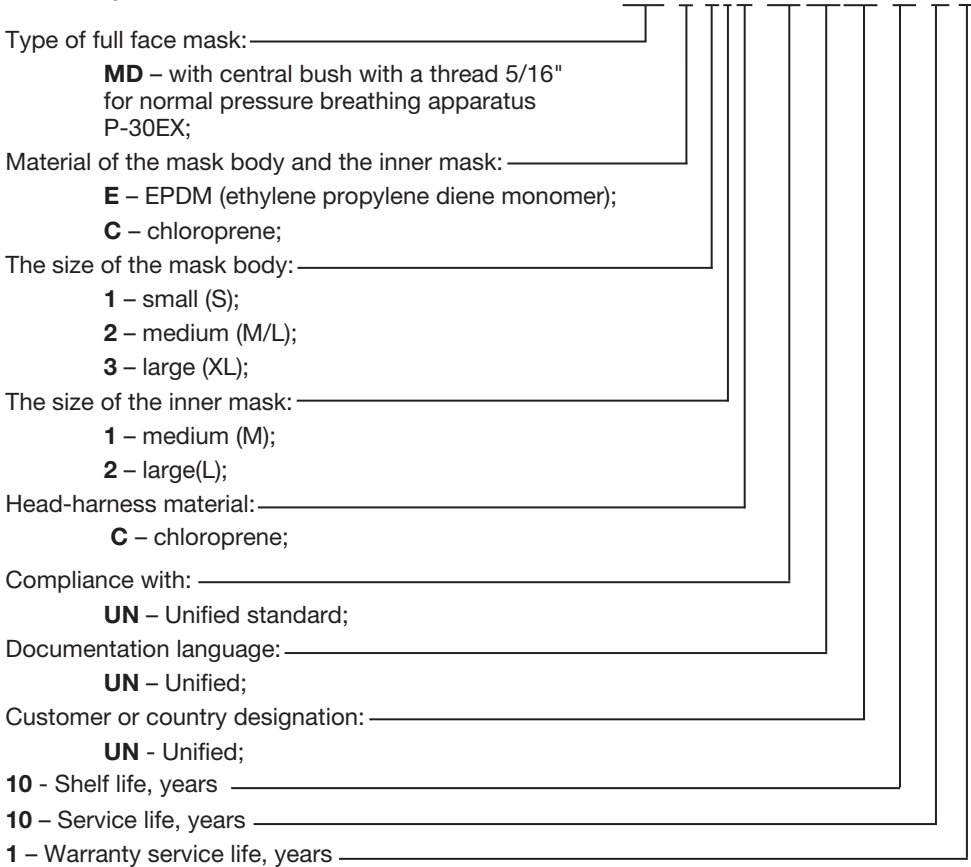 Type of full face mask:
MD – with central bush with a thread 5/16"
for normal pressure breathing apparatus
P-30EX;
Material of the mask body and the inner mask:
E – EPDM (ethylene propylene diene monomer);
C – chloroprene;
The size of the mask body:
1 – small (S);
2 – medium (M/L);
3 – large (XL);
The size of the inner mask:
1 – medium (M);
2 – large(L);
Head-harness material:
C – chloroprene;
Compliance with:
UN – Unified standard;
Documentation language:
UN – Unified;
Customer or country designation:
UN - Unified;
10 - Shelf life, years
10 – Service life, years
1 – Warranty service life, years